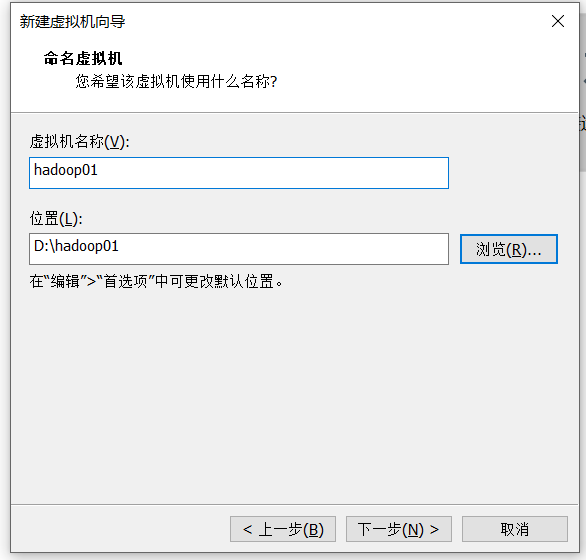 新建虚拟机向导
命名虚拟机
您希望该虚拟机使用什么名称?
虚拟机名称(V):
hadoop01
位置(L):
D:\hadoop01
浏览(R)...
在“编辑”>“首选项”中可更改默认位置。
< 上一步(B)
下一步(N) >
取消